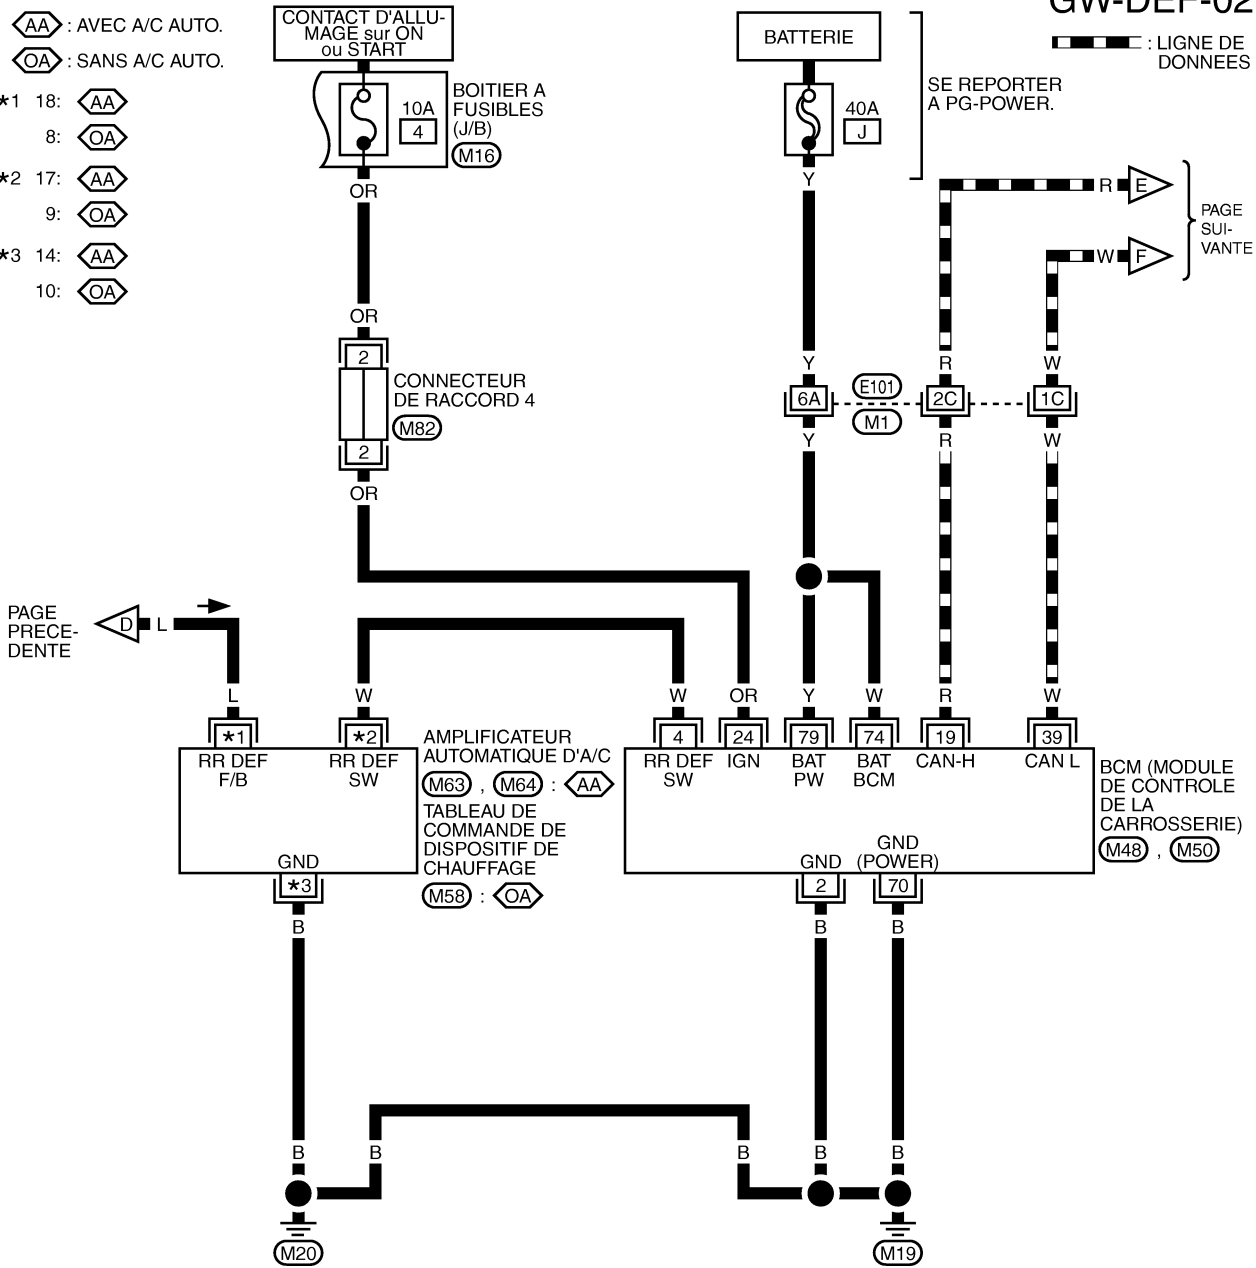 GW-DEF-02
AA : AVEC A/C AUTO.
OA : SANS A/C AUTO.
*1 18: AA
8: OA
*2 17: AA
9: OA
*3 14: AA
10: OA
CONTACT D'ALLU-
MAGE sur ON
ou START
BATTERIE
: LIGNE DE
DONNEES
10A
4
BOITIER A
FUSIBLES
(J/B)
M16
40A
J
SE REPORTER
A PG-POWER.
OR
Y
R
E
W
F
PAGE
SUI-
VANTE
OR
Y
R
W
2
CONNECTEUR
DE RACCORD 4
M82
2
6A
E101
M1
2C
1C
OR
Y
R
W
PAGE
PRECE-
DENTE
D
L
L
W
W
OR
Y
W
R
W
*1
*2
4
24
79
74
19
39
RR DEF
F/B
RR DEF
SW
RR DEF
SW
IGN
BAT
PW
BAT
BCM
CAN-H
CAN L
AMPLIFICATEUR
AUTOMATIQUE D'A/C
M63 , M64 : AA
TABLEAU DE
COMMANDE DE
DISPOSITIF DE
CHAUFFAGE
M58 : OA
BCM (MODULE
DE CONTROLE
DE LA
CARROSSERIE)
M48 , M50
GND
*3
GND
GND
(POWER)
2
70
B
B
B
B
B
B
B
B
M20
M19